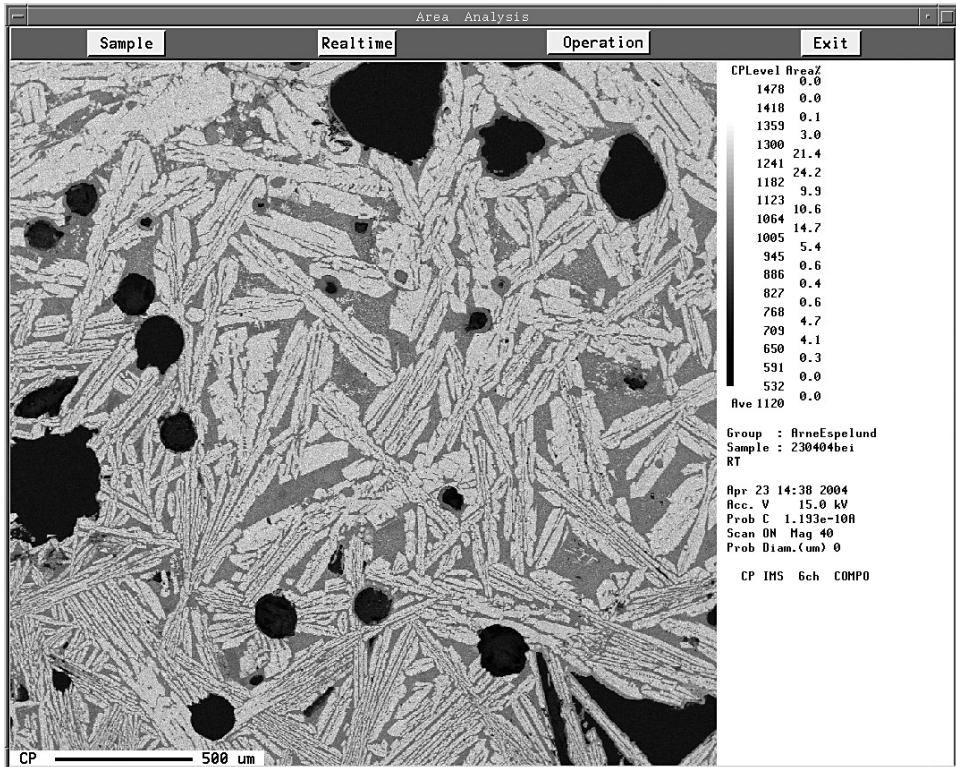 Area Analysis
Sample Realtime Operation Exit
CPLevel Area%
0.0
1478
0.0
1418
0.1
1359
3.0
1300
21.4
1241
24.2
1182
9.9
1123
10.6
1064
14.7
1005
5.4
945
0.6
886
0.4
827
0.6
768
4.7
709
4.1
650
0.3
591
0.0
532
0.0
Ave 1120
Group : ArneEspelund
Sample : 230404bei
RT
Apr 23 14:38 2004
Acc. V 15.0 kV
Prob C 1.193e-10A
Scan ON Mag 40
Prob Diam.(um) 0
CP IMS 6ch COMPO
CP 500 um